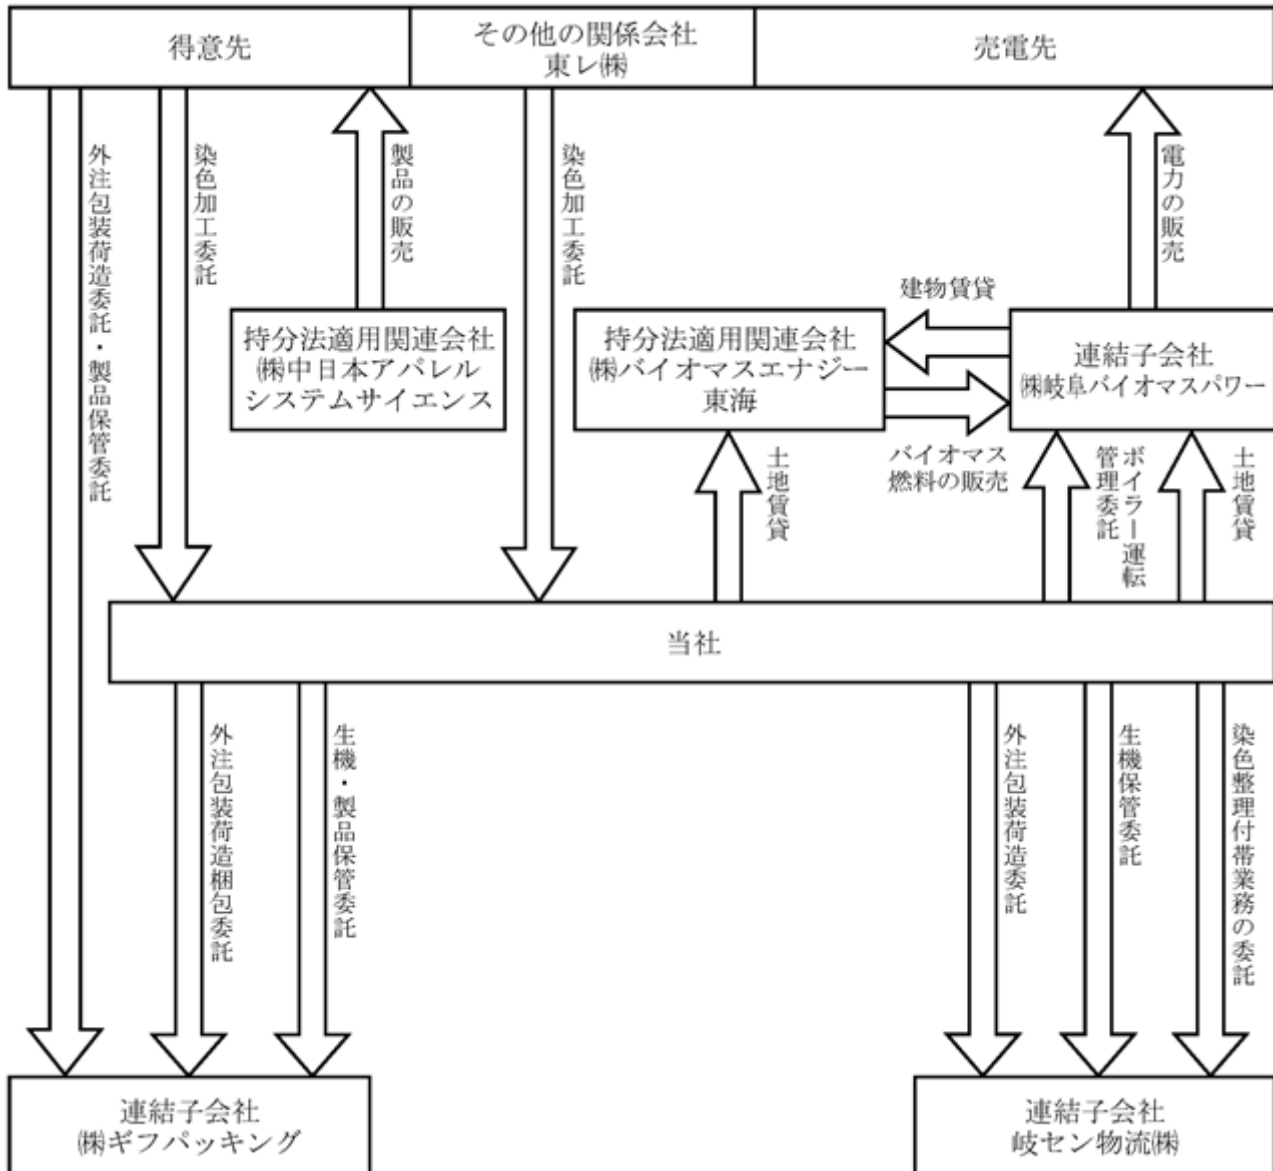 得意先
その他の関係会社
東レ㈱
売電先
外注包装荷造委託・製品保管委託
染色加工委託
製品の販売
染色加工委託
電力の販売
建物賃貸
持分法適用関連会社
㈱中日本アパレル
システムサイエンス
持分法適用関連会社
㈱バイオマスエナジー
東海
連結子会社
㈱岐阜バイオマスパワー
バイオマス
燃料の販売
土地賃貸
ボイラー運転
管理委託
土地賃貸
当社
外注包装荷造梱包委託
生機・製品保管委託
外注包装荷造委託
生機保管委託
染色整理付帯業務の委託
連結子会社
㈱ギフパッキング
連結子会社
岐セン物流㈱